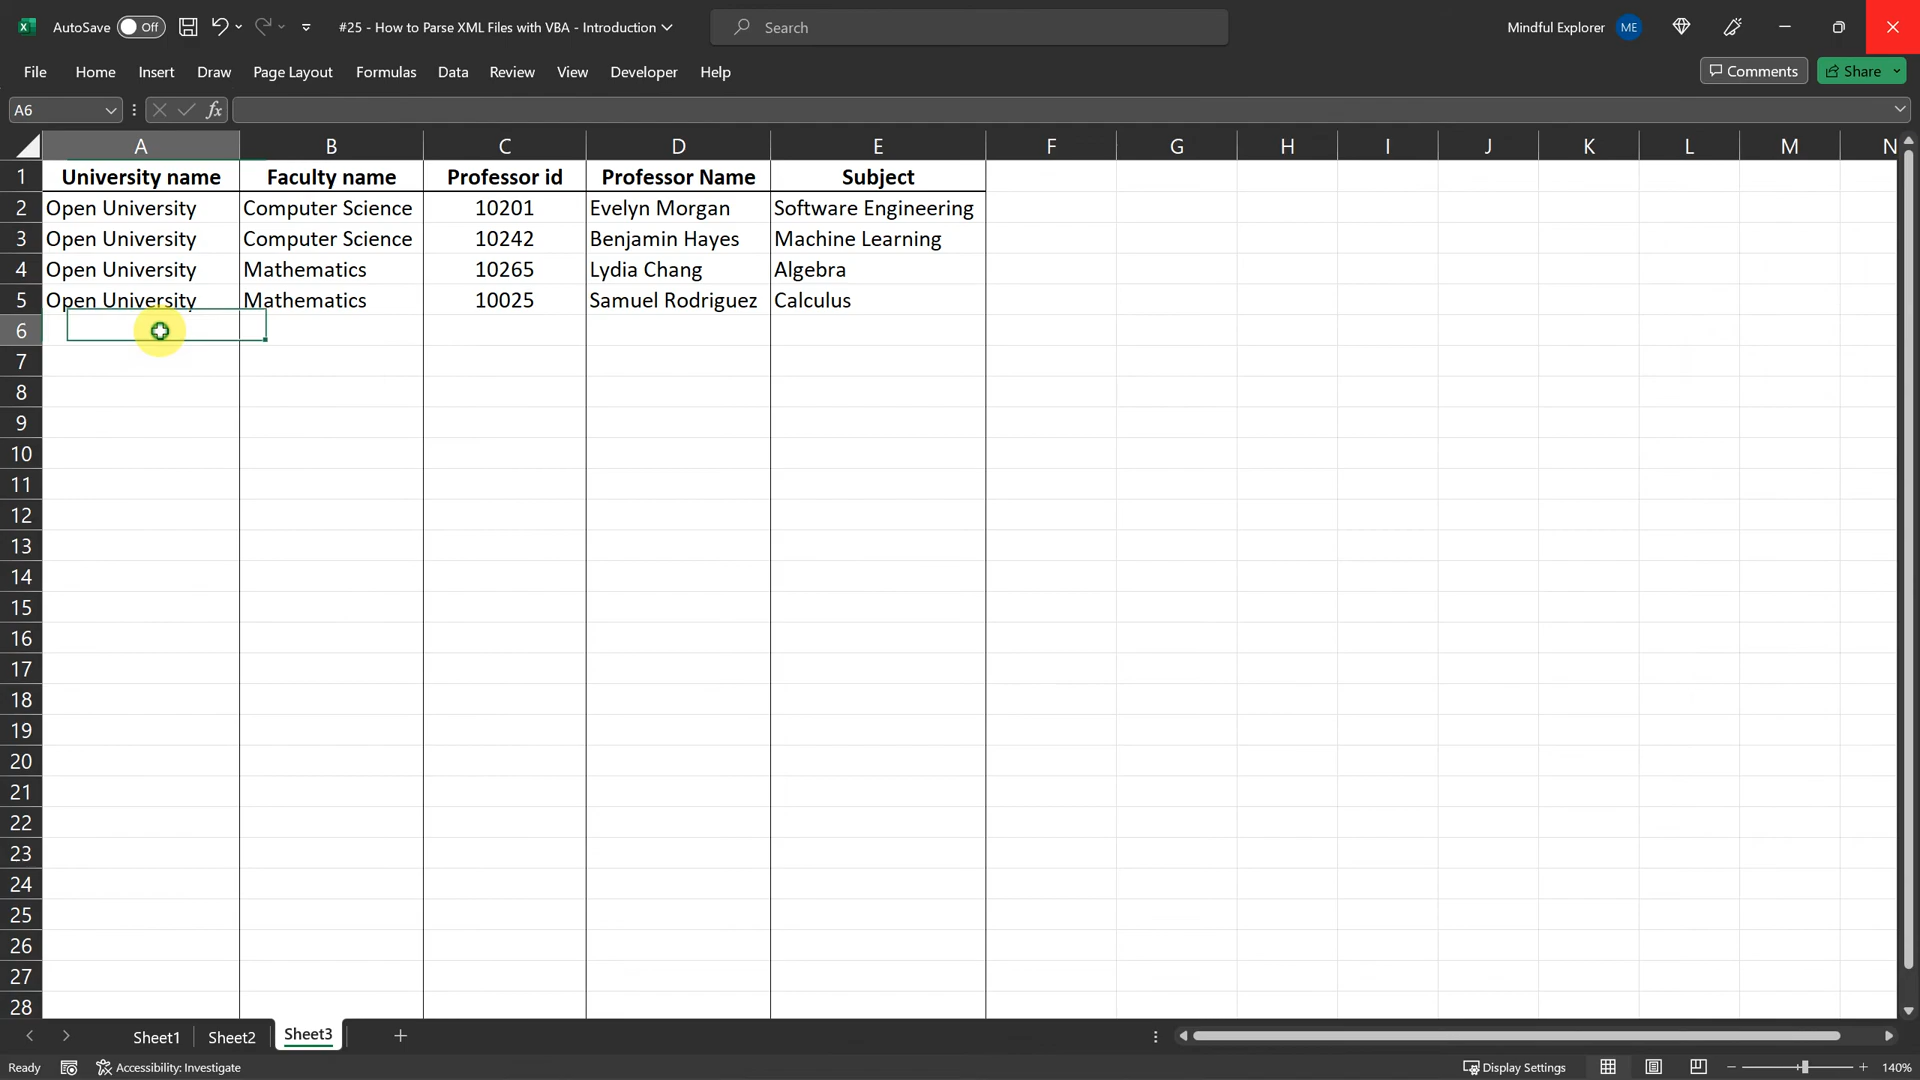 AutoSave Off #25 - How to Parse XML Files with VBA - Introduction Search Mindful Explorer ME
File Home Insert Draw Page Layout Formulas Data Review View Developer Help Comments Share
A6 fx
A B C D E F G H I J K L M N
1 University name Faculty name Professor id Professor Name Subject
2 Open University Computer Science 10201 Evelyn Morgan Software Engineering
3 Open University Computer Science 10242 Benjamin Hayes Machine Learning
4 Open University Mathematics 10265 Lydia Chang Algebra
5 Open University Mathematics 10025 Samuel Rodriguez Calculus
6
7
8
9
10
11
12
13
14
15
16
17
18
19
20
21
22
23
24
25
26
27
28
Sheet1 Sheet2 Sheet3
Ready Accessibility: Investigate Display Settings 140%